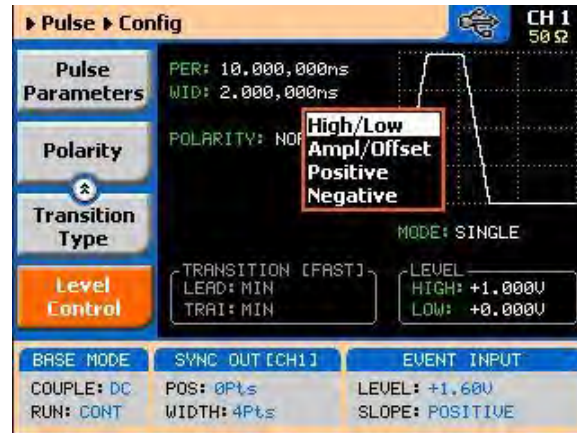 ▸ Pulse ▸ Config
CH 1
50 Ω
Pulse
Parameters
Polarity
Transition
Type
Level
Control
PER: 10.000,000ms
WID: 2.000,000ms
POLARITY: NOR
High/Low
Ampl/Offset
Positive
Negative
MODE: SINGLE
TRANSITION [FAST]
LEAD: MIN
TRAI: MIN
LEVEL
HIGH: +1.000V
LOW: +0.000V
BASE MODE
COUPLE: DC
RUN: CONT
SYNC OUT [CH1]
POS: 0Pts
WIDTH: 4Pts
EVENT INPUT
LEVEL: +1.60V
SLOPE: POSITIVE